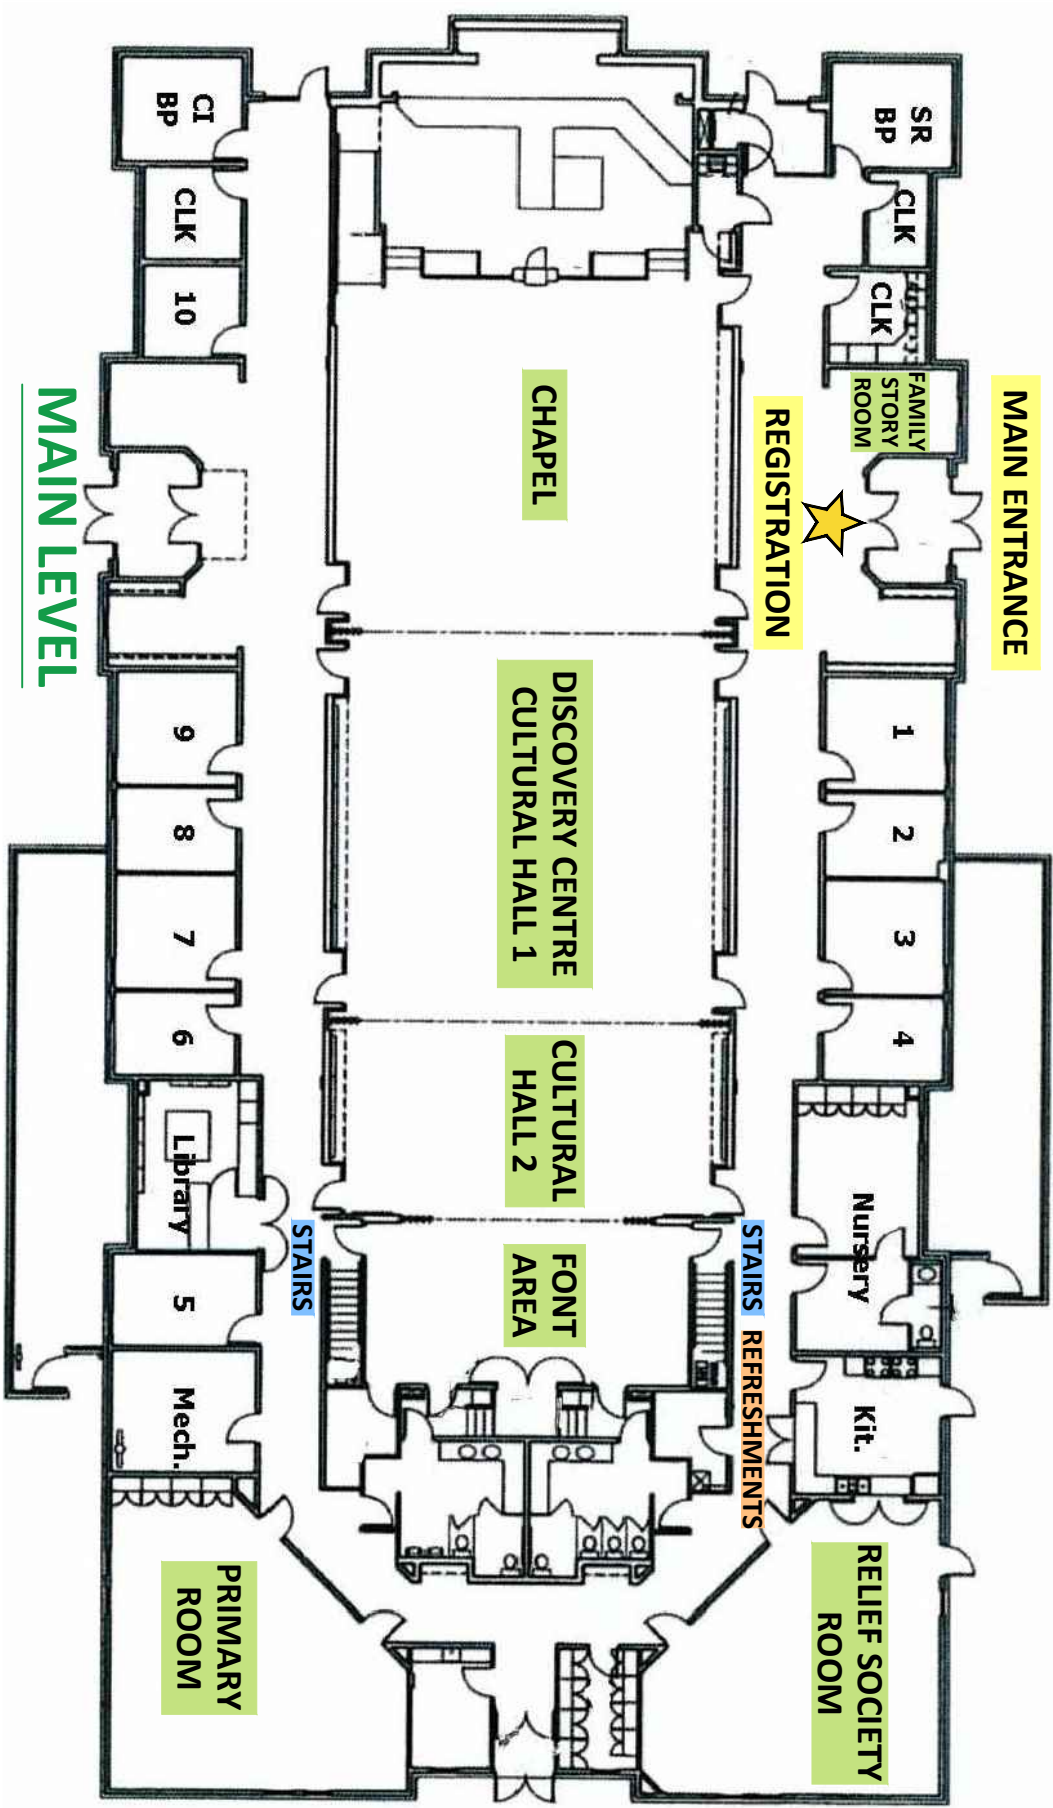 MAIN ENTRANCE
SR
BP
CLK
CLK
FAMILY
STORY
ROOM
1
2
3
4
Nursery
Kit.
RELIEF SOCIETY
ROOM
REGISTRATION
STAIRS
REFRESHMENTS
CHAPEL
DISCOVERY CENTRE
CULTURAL HALL 1
CULTURAL
HALL 2
FONT
AREA
STAIRS
CI
BP
CLK
10
9
8
7
6
Library
5
Mech.
PRIMARY
ROOM
MAIN LEVEL